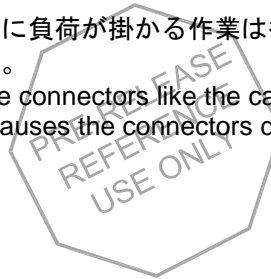 に負荷が掛かる作業は
。
e connectors like the ca
auses the connectors d
PRE-RELEASE
REFERENCE
USE ONLY